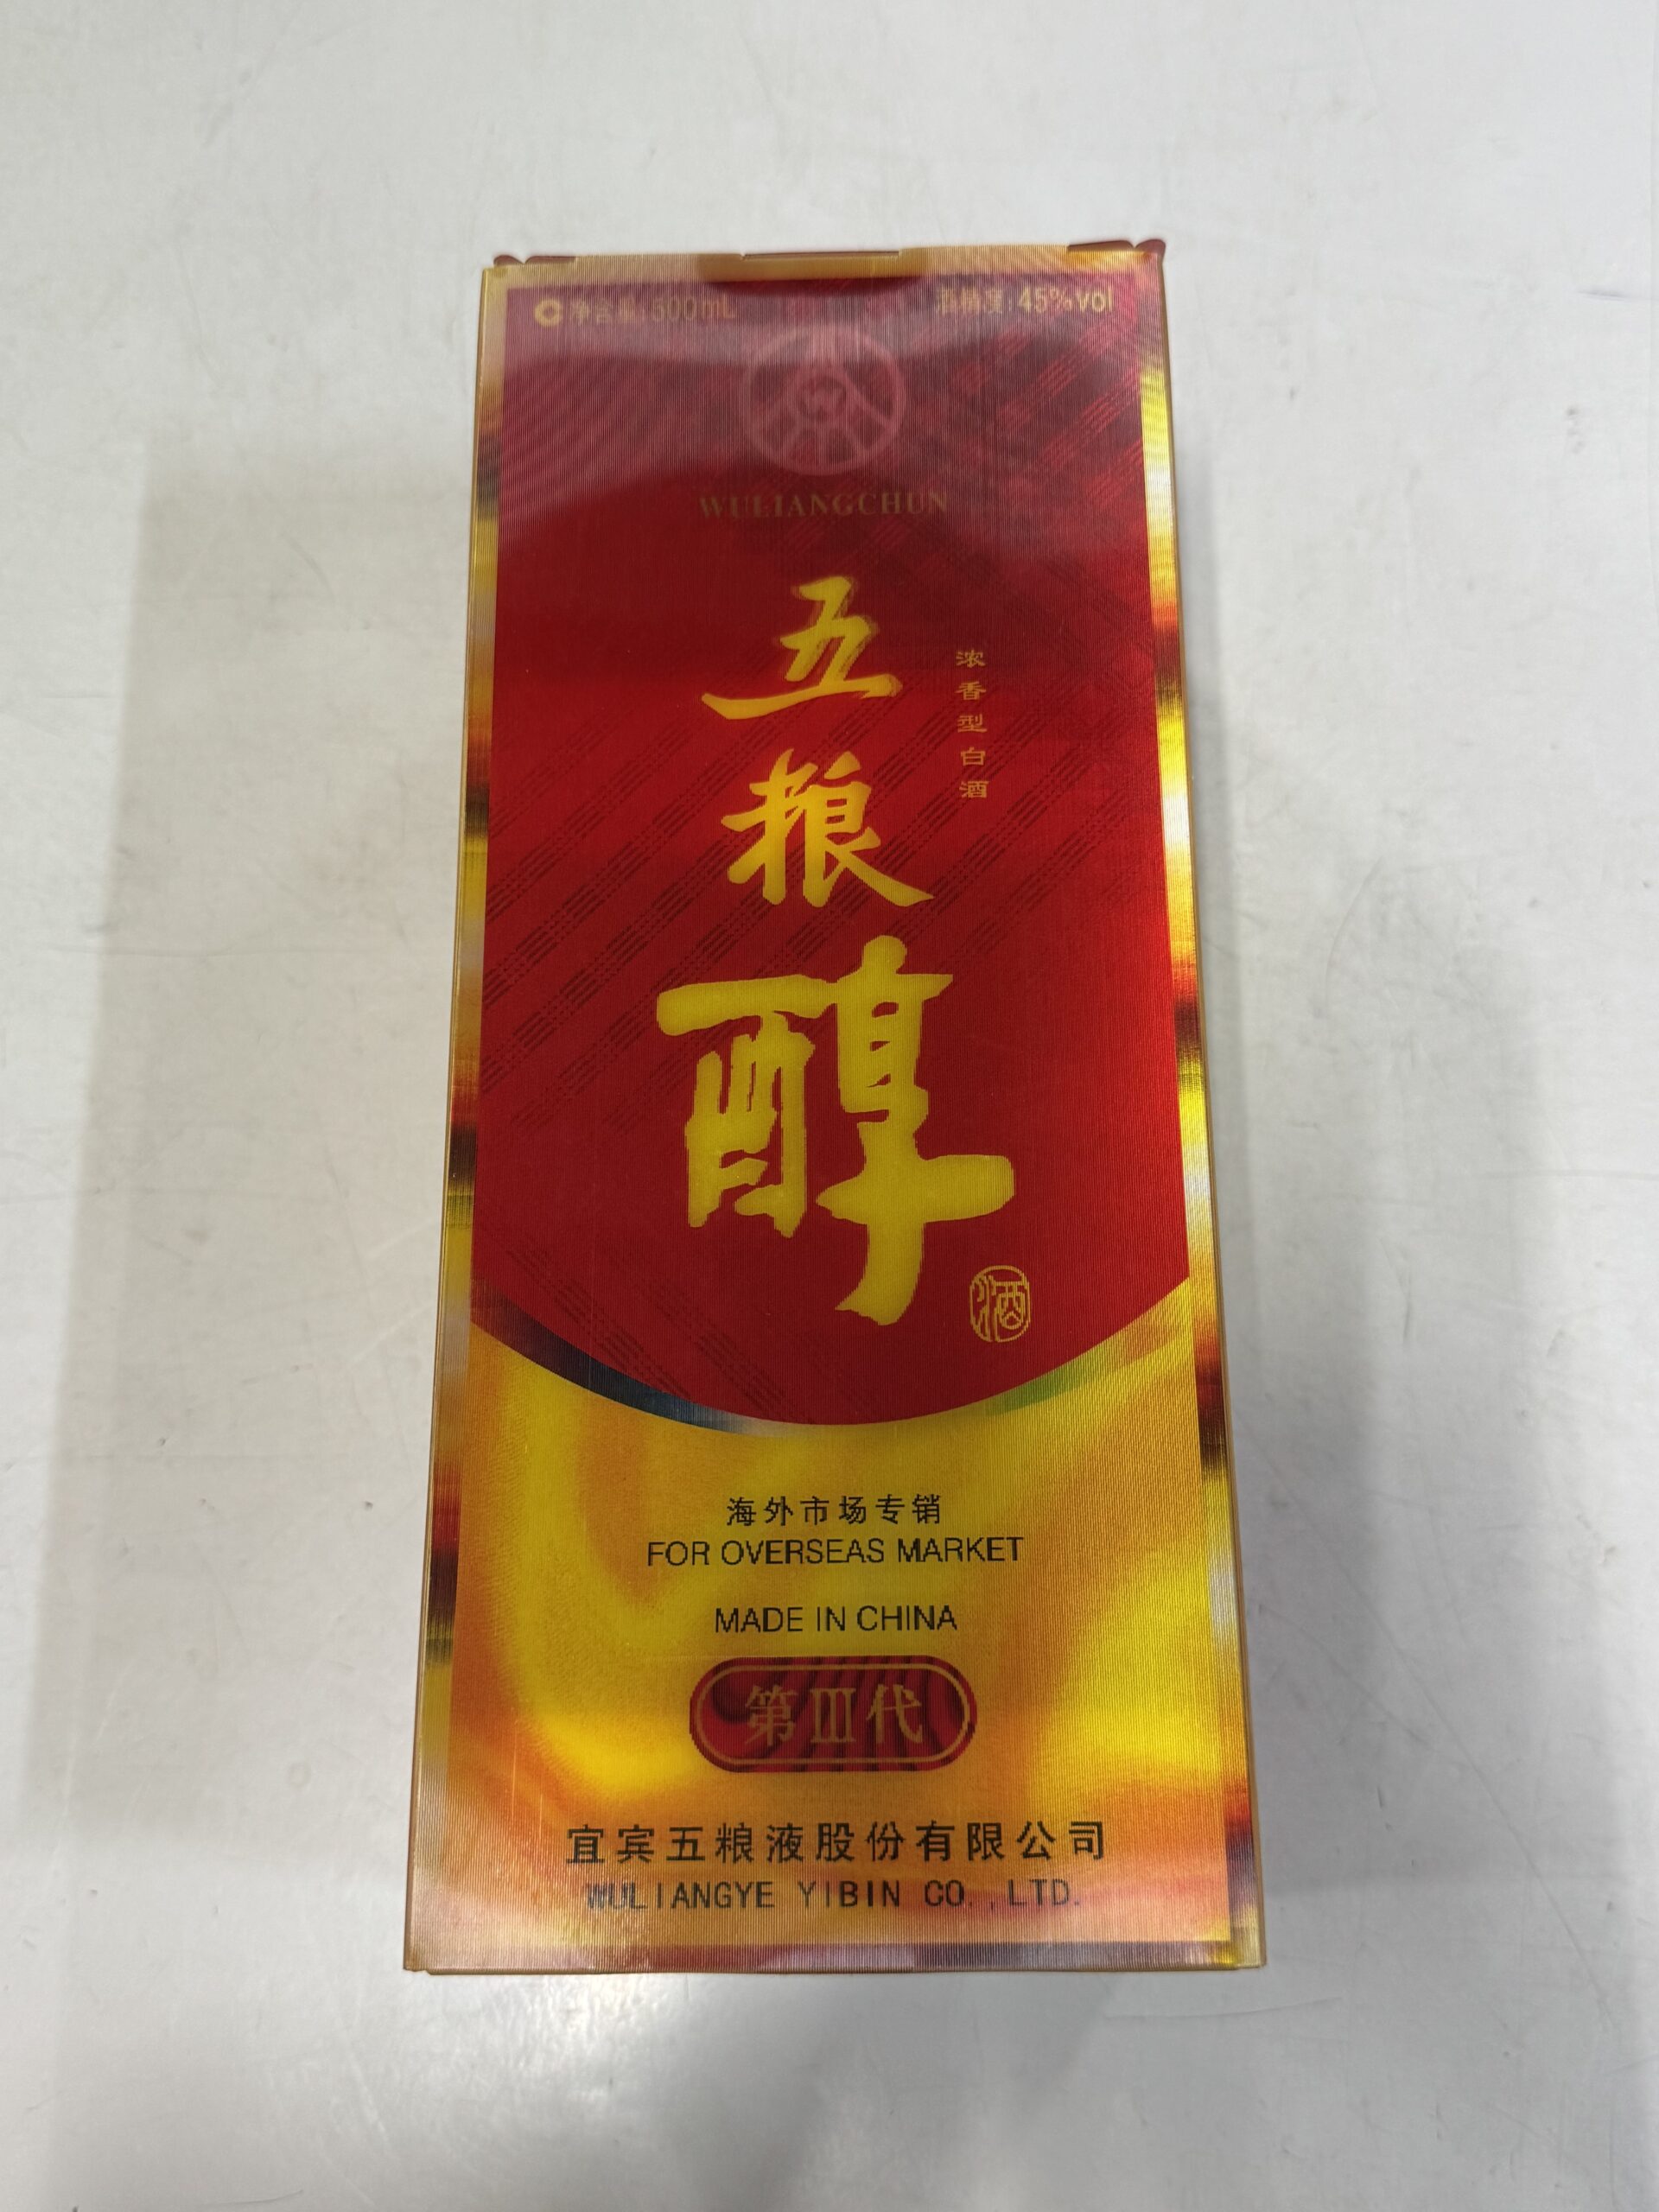 净含量:500mL
酒精度:45%vol
W
WULIANGCHUN
五粮醇
浓香型白酒
酒
海外市场专销
FOR OVERSEAS MARKET
MADE IN CHINA
第III代
宜宾五粮液股份有限公司
WULIANGYE YIBIN CO.,LTD.